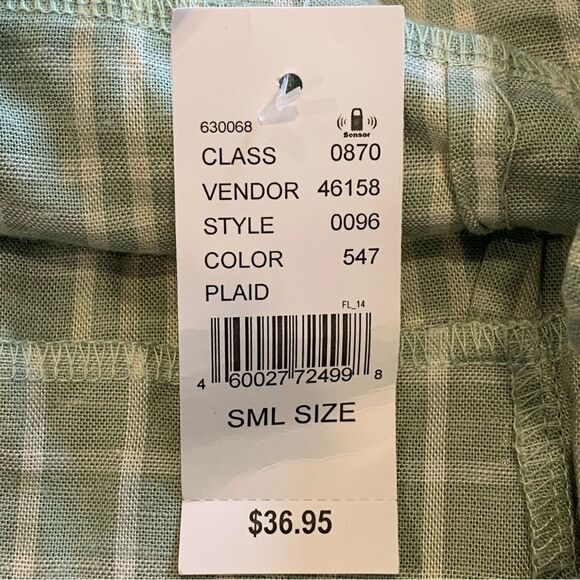 630068
Sensor
CLASS 0870
VENDOR 46158
STYLE 0096
COLOR 547
PLAID
FL_14
4 60027 72499 8
SML SIZE
$36.95